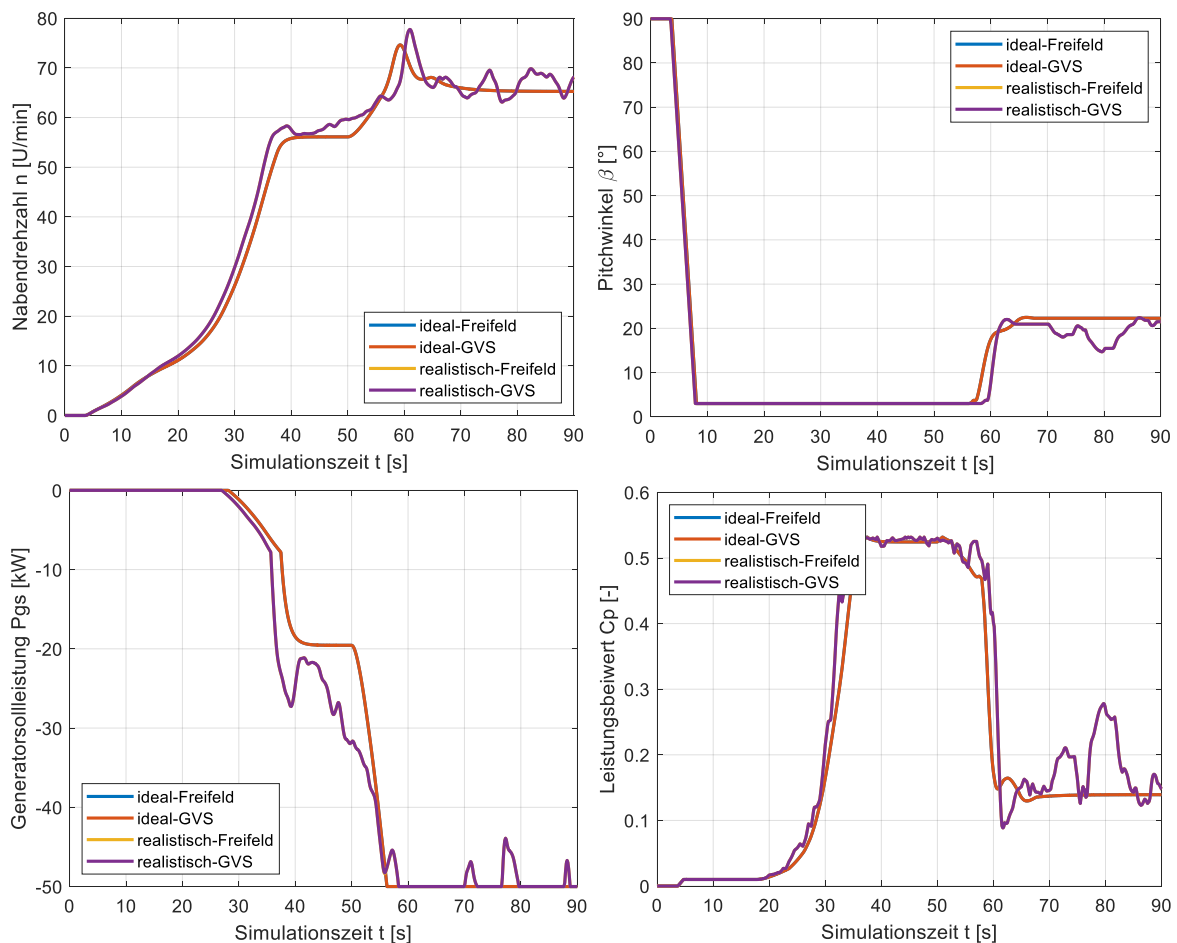 80
70
60
50
40
30
20
10
0
Nabendrehzahl n [U/min]
ideal-Freifeld
ideal-GVS
realistisch-Freifeld
realistisch-GVS
0 10 20 30 40 50 60 70 80 90
Simulationszeit t [s]
90
80
70
60
50
40
30
20
10
0
Pitchwinkel β [°]
ideal-Freifeld
ideal-GVS
realistisch-Freifeld
realistisch-GVS
0 10 20 30 40 50 60 70 80 90
Simulationszeit t [s]
0
-10
-20
-30
-40
-50
Generatorsollleistung Pgs [kW]
ideal-Freifeld
ideal-GVS
realistisch-Freifeld
realistisch-GVS
0 10 20 30 40 50 60 70 80 90
Simulationszeit t [s]
0.6
0.5
0.4
0.3
0.2
0.1
0
Leistungsbeiwert Cp [-]
ideal-Freifeld
ideal-GVS
realistisch-Freifeld
realistisch-GVS
0 10 20 30 40 50 60 70 80 90
Simulationszeit t [s]